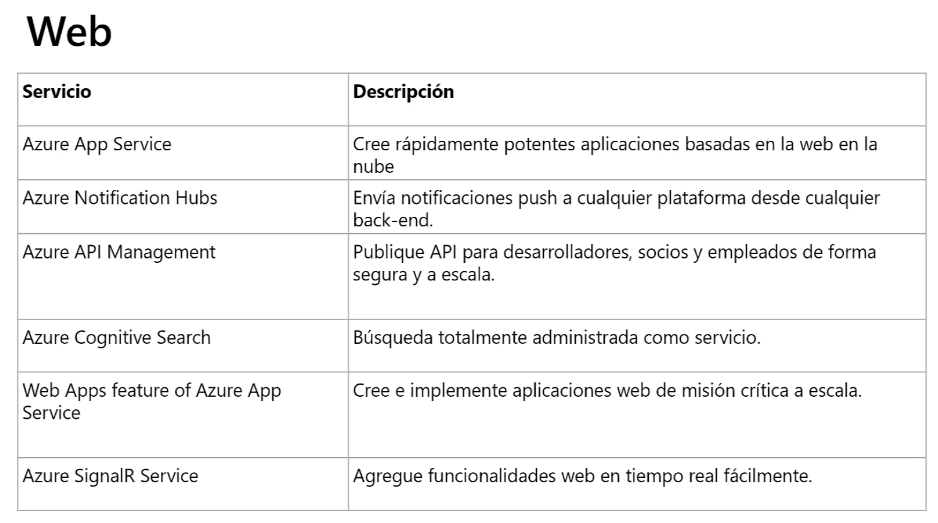 Web
Servicio
Descripción
Azure App Service
Cree rápidamente potentes aplicaciones basadas en la web en la
nube
Azure Notification Hubs
Envía notificaciones push a cualquier plataforma desde cualquier
back-end.
Azure API Management
Publique API para desarrolladores, socios y empleados de forma
segura y a escala.
Azure Cognitive Search
Búsqueda totalmente administrada como servicio.
Web Apps feature of Azure App
Service
Cree e implemente aplicaciones web de misión crítica a escala.
Azure SignalR Service
Agregue funcionalidades web en tiempo real fácilmente.